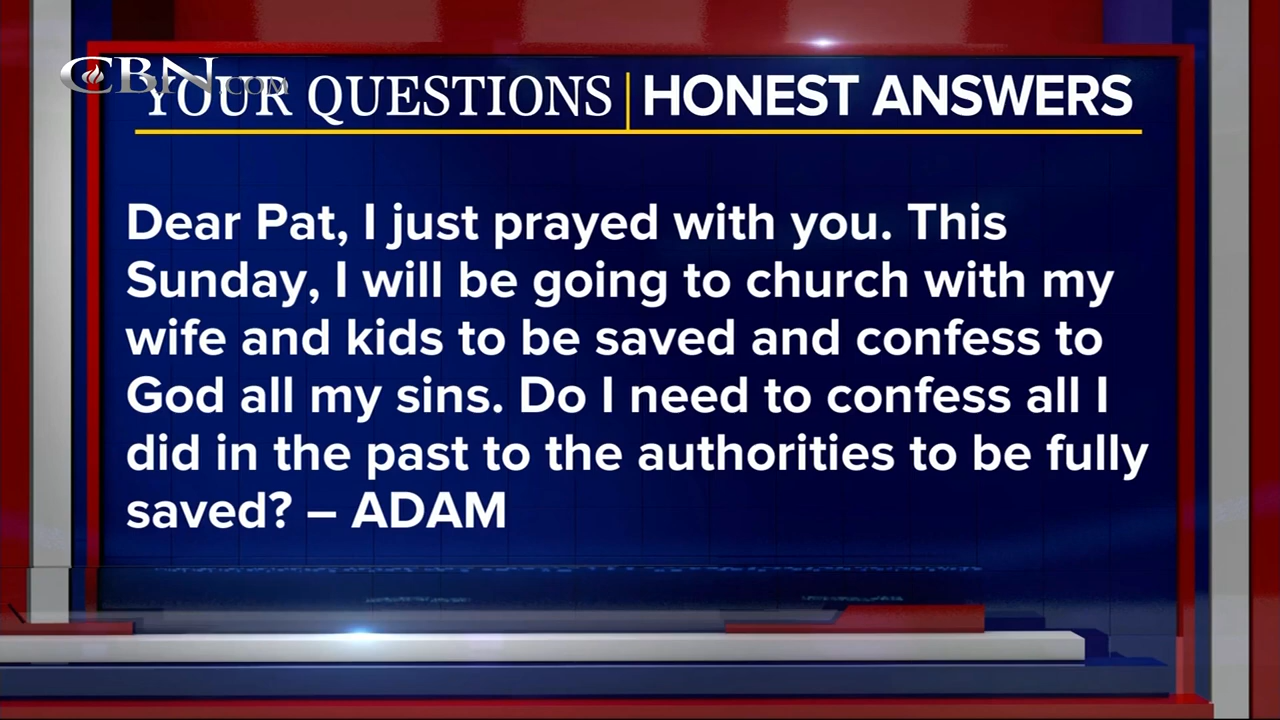 CBN.COM
YOUR QUESTIONS | HONEST ANSWERS
Dear Pat, I just prayed with you. This
Sunday, I will be going to church with my
wife and kids to be saved and confess to
God all my sins. Do I need to confess all I
did in the past to the authorities to be fully
saved? – ADAM